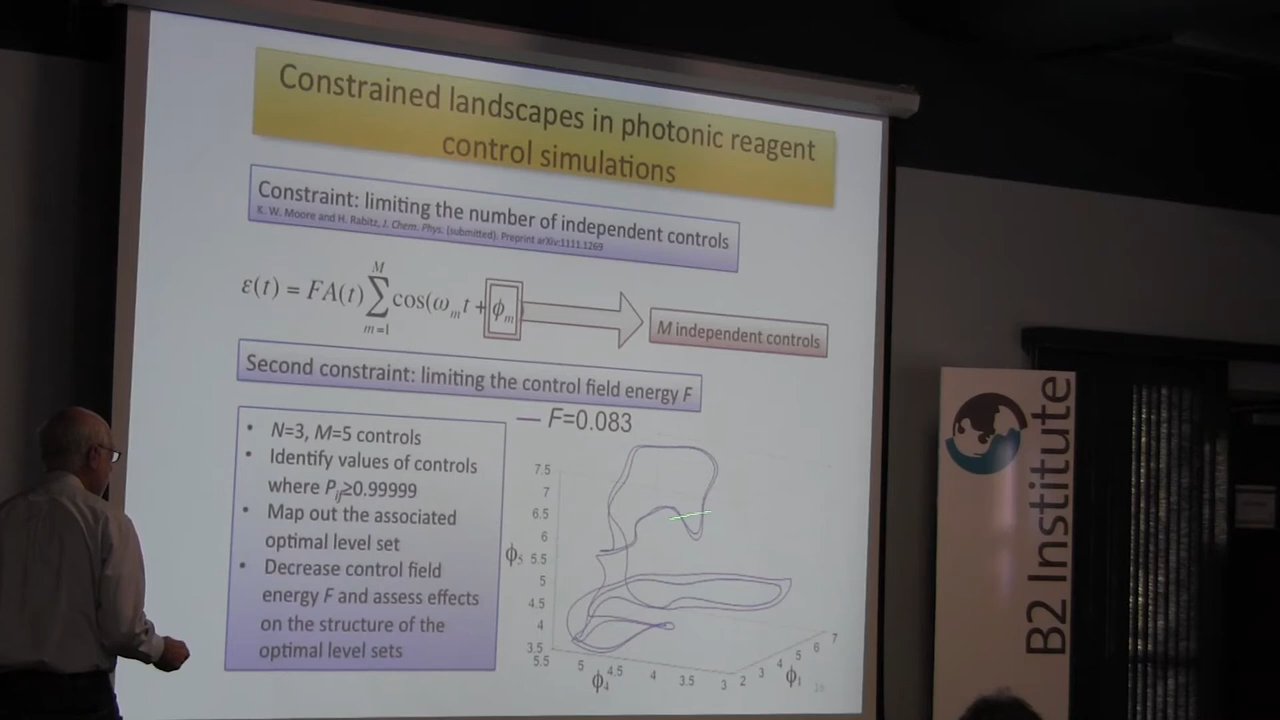 Constrained landscapes in photonic reagent
control simulations
Constraint: limiting the number of independent controls
K. W. Moore and H. Rabitz, J. Chem. Phys. (submitted). Preprint arXiv:1111.1269
ε(t) = FA(t) ∑ cos(ω_m t + φ_m
M
m=1
M independent controls
Second constraint: limiting the control field energy F
• N=3, M=5 controls
• Identify values of controls
where P_if≥0.99999
• Map out the associated
optimal level set
• Decrease control field
energy F and assess effects
on the structure of the
optimal level sets
— F=0.083
7.5
7
6.5
6
5.5
5
4.5
4
3.5
φ₅
5.5 5 4.5 4 3.5 3
φ₄
2 3 4 5 6 7
φ₁
B2 Institute